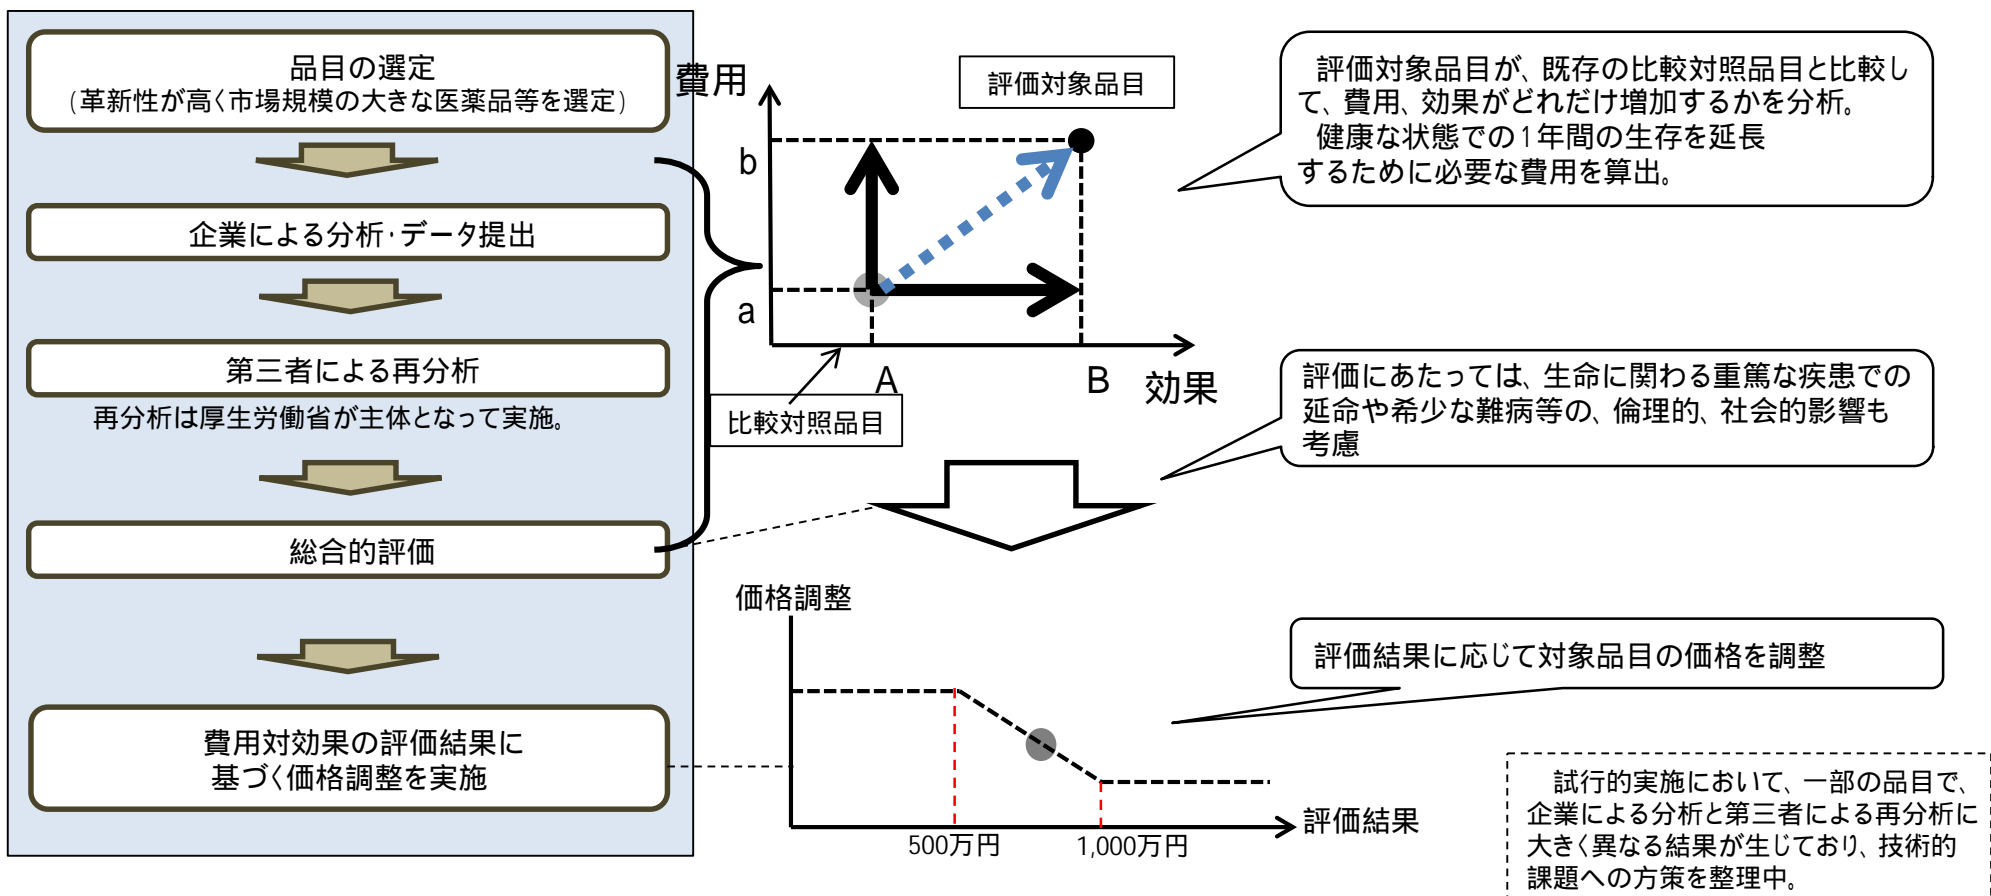 品目の選定
(革新性が高く市場規模の大きな医薬品等を選定)
企業による分析・データ提出
第三者による再分析
再分析は厚生労働省が主体となって実施。
総合的評価
費用対効果の評価結果に
基づく価格調整を実施
費用
評価対象品目
b
a
A
B
効果
比較対照品目
評価対象品目が、既存の比較対照品目と比較し
て、費用、効果がどれだけ増加するかを分析。
健康な状態での1年間の生存を延長
するために必要な費用を算出。
評価にあたっては、生命に関わる重篤な疾患での
延命や希少な難病等の、倫理的、社会的影響も
考慮
価格調整
評価結果に応じて対象品目の価格を調整
500万円
1,000万円
評価結果
試行的実施において、一部の品目で、
企業による分析と第三者による再分析に
大きく異なる結果が生じており、技術的
課題への方策を整理中。